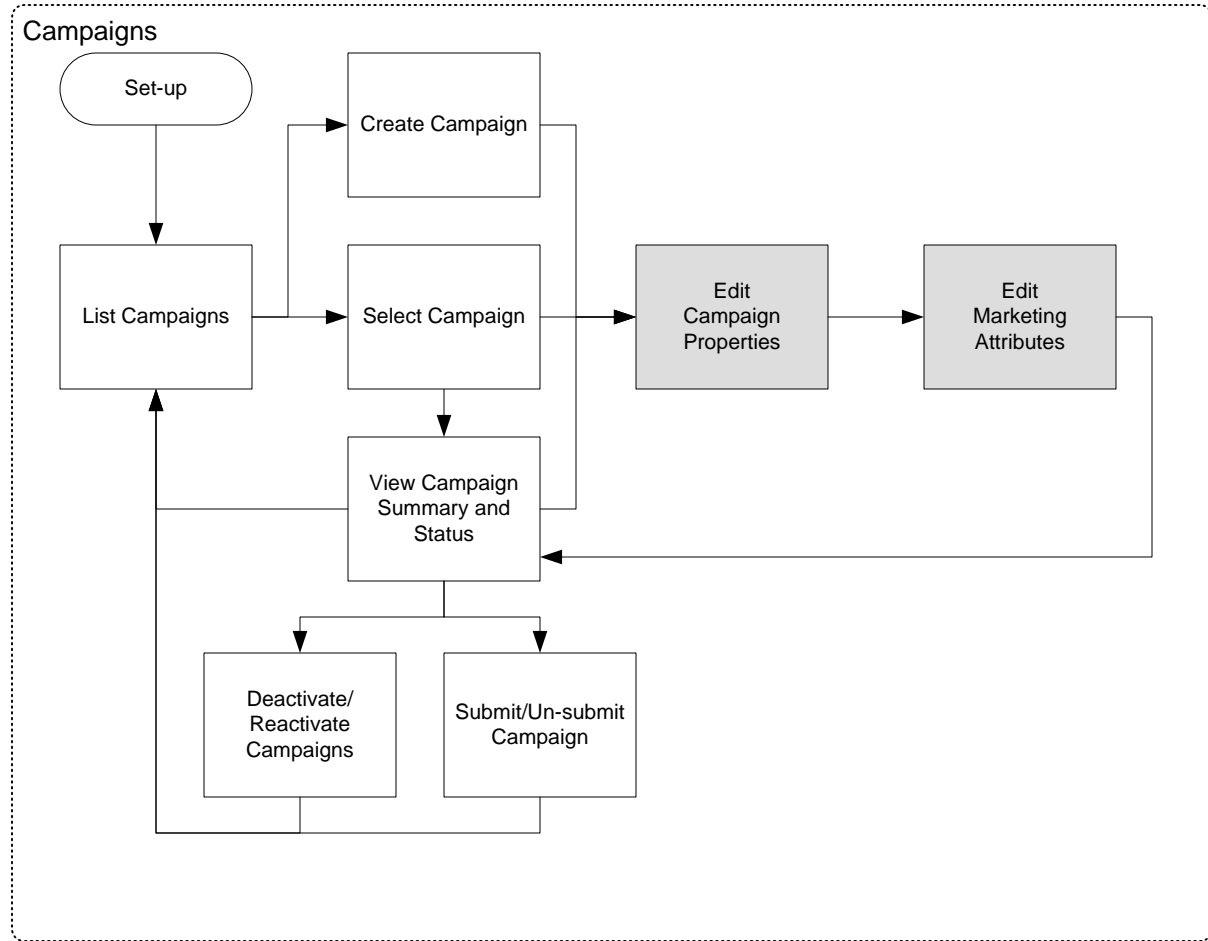 Campaigns
Set-up
Create Campaign
List Campaigns
Select Campaign
Edit
Campaign
Properties
Edit
Marketing
Attributes
View Campaign
Summary and
Status
Deactivate/
Reactivate
Campaigns
Submit/Un-submit
Campaign